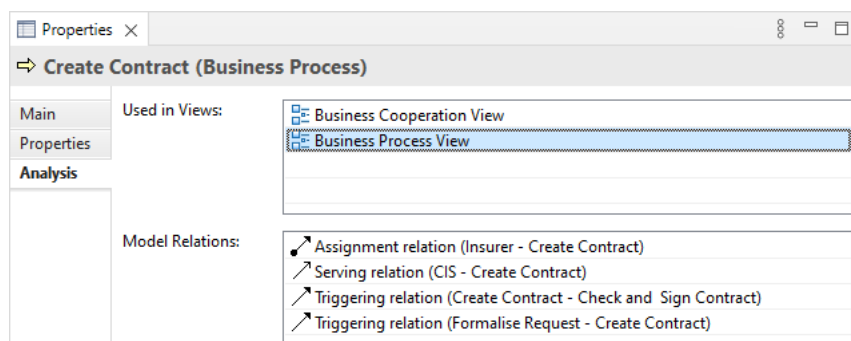 Properties
Create Contract (Business Process)
Main
Properties
Analysis
Used in Views:
Business Cooperation View
Business Process View
Model Relations:
Assignment relation (Insurer - Create Contract)
Serving relation (CIS - Create Contract)
Triggering relation (Create Contract - Check and  Sign Contract)
Triggering relation (Formalise Request - Create Contract)